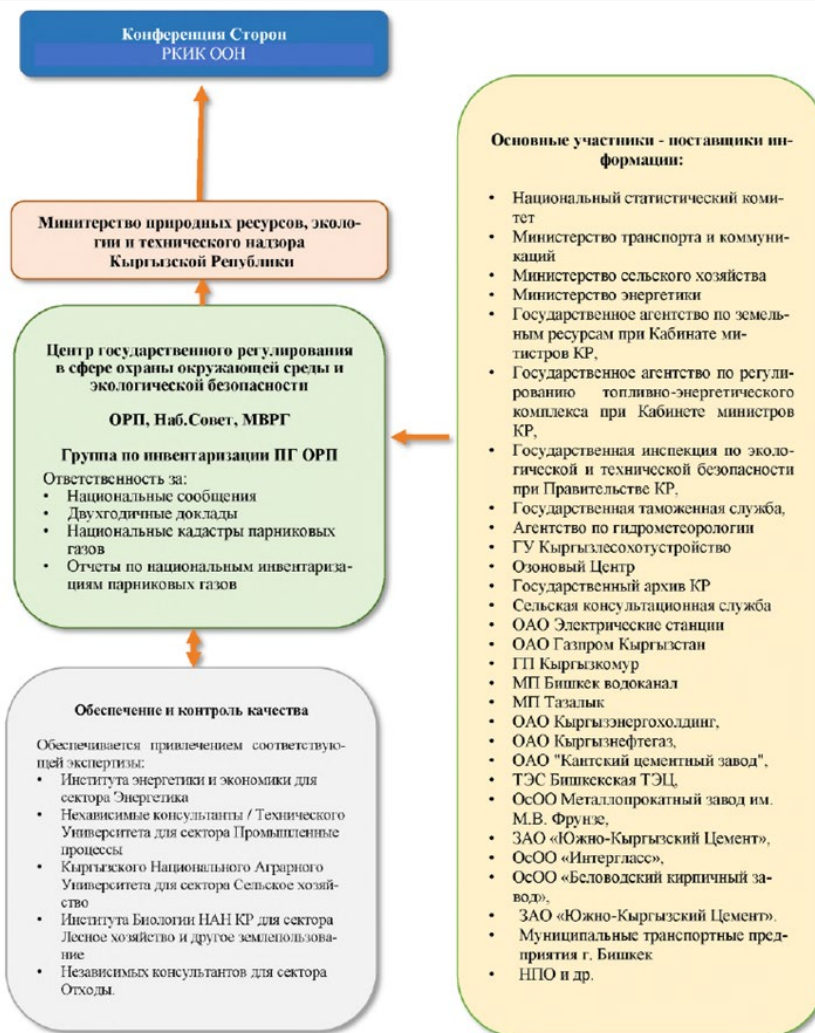 Конференция Сторон
РКИК ООН
Минитерство природных ресурсов, эколо-
гии и технического надзора
Кыргызской Републики
Центр государственного регулирования
в сфере охраны окружающей среды и
экологической безопасности
ОРП, Наб.Совет, МВРГ
Группа по инвентаризации ПГ ОРП
Ответственность за:
• Национальные сообщения
• Двухгодичные доклады
• Национальные кадастры парниковых
газов
• Отчеты по национальным инвентариза-
циям парниковых газов
Обеспечение и контроль качества
Обеспечивается привлечением соответствую-
щей экспертизы:
• Института энергетики и экономики для
сектора Энергетика
• Независимые консультанты / Технического
Университета для сектора Промышленные
процессы
• Кыргызского Национального Аграрного
Университета для сектора Сельское хозяй-
ство
• Института Биологии НАН КР для сектора
Лесное хозяйство и другое землепользова-
ние
• Независимых консультантов для сектора
Отходы.
Основные участники - поставщики ин-
формации:
• Национальный статистический коми-
тет
• Министерство транспорта и коммуни-
каций
• Министерство сельского хозяйства
• Министерство энергетики
• Государственное агентство по земель-
ным ресурсам при Кабинате ми-
тистров КР,
• Государственное агентство по регули-
рованию топливно-энергетического
комплекса при Кабинете министров
КР,
• Государственная инспекция по эколо-
гической и технической безопасности
при Правительстве КР,
• Государственная таможенная служба,
• Агентство по гидрометеорологии
• ГУ Кыргызлесохотустройство
• Озоновый Центр
• Государственный архив КР
• Сельская консультационная служба
• ОАО Электрические станции
• ОАО Газпром Кыргызстан
• ГП Кыргызкомур
• МП Бишкек водоканал
• МП Тазалык
• ОАО Кыргызэнергохолдинг,
• ОАО Кыргызнефтегаз,
• ОАО "Кантский цементный завод",
• ТЭС Бишкекская ТЭЦ,
• ОсОО Металлопрокатный завод им.
М.В. Фрунзе,
• ЗАО «Южно-Кыргызский Цемент»,
• ОсОО «Интергласс»,
• ОсОО «Беловодский кирпичный за-
вод»,
• ЗАО «Южно-Кыргызский Цемент».
• Муниципальные транспортные пред-
приятия г. Бишкек
• НПО и др.